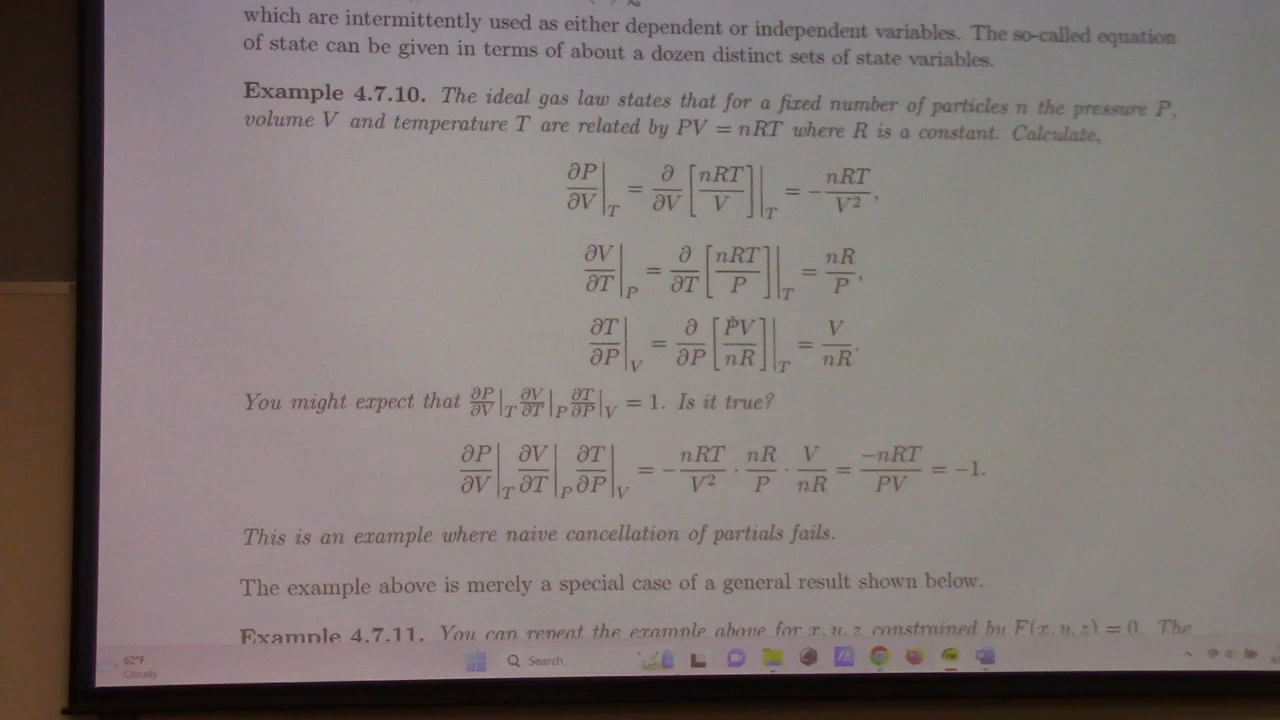 which are intermittently used as either dependent or independent variables. The so-called equation
of state can be given in terms of about a dozen distinct sets of state variables.
Example 4.7.10. The ideal gas law states that for a fixed number of particles n the pressure P,
volume V and temperature T are related by PV = nRT where R is a constant. Calculate,
∂P/∂V|_T = ∂/∂V [nRT/V]|_T = −nRT/V²,
∂V/∂T|_P = ∂/∂T [nRT/P]|_T = nR/P,
∂T/∂P|_V = ∂/∂P [PV/nR]|_T = V/nR.
You might expect that ∂P/∂V|_T ∂V/∂T|_P ∂T/∂P|_V = 1. Is it true?
∂P/∂V|_T ∂V/∂T|_P ∂T/∂P|_V = −nRT/V² · nR/P · V/nR = −nRT/PV = −1.
This is an example where naive cancellation of partials fails.
The example above is merely a special case of a general result shown below.
Example 4.7.11. You can repeat the example above for x, y, z constrained by F(x, y, z) = 0. The
62°F
Cloudy
Search